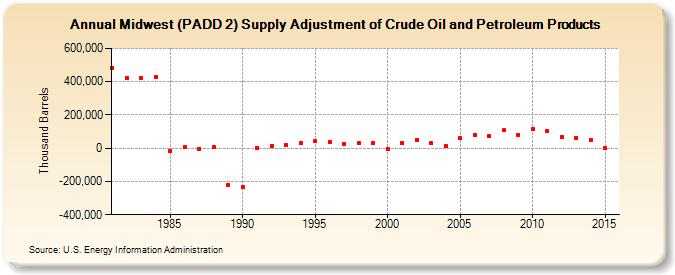 Annual Midwest (PADD 2) Supply Adjustment of Crude Oil and Petroleum Products
Thousand Barrels
600,000
400,000
200,000
0
-200,000
-400,000
1985 1990 1995 2000 2005 2010 2015
Source: U.S. Energy Information Administration